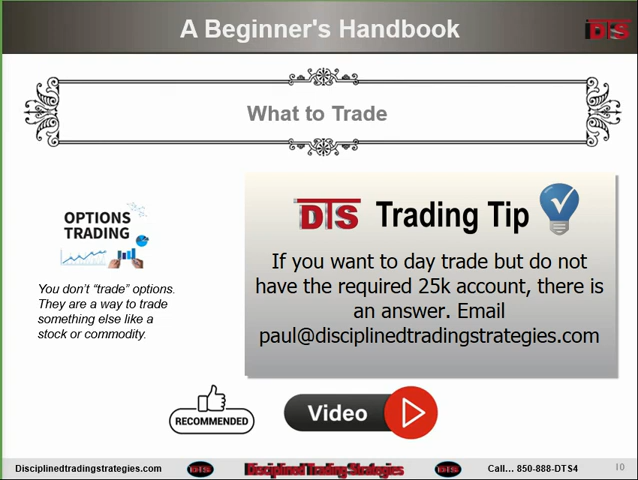 A Beginner's Handbook
DTS
What to Trade
OPTIONS
TRADING
You don't “trade” options.
They are a way to trade
something else like a
stock or commodity.
DTS Trading Tip
If you want to day trade but do not
have the required 25k account, there is
an answer. Email
paul@disciplinedtradingstrategies.com
RECOMMENDED
Video
Disciplinedtradingstrategies.com
DTS
Disciplined Trading Strategies
DTS
Call... 850-888-DTS4
10